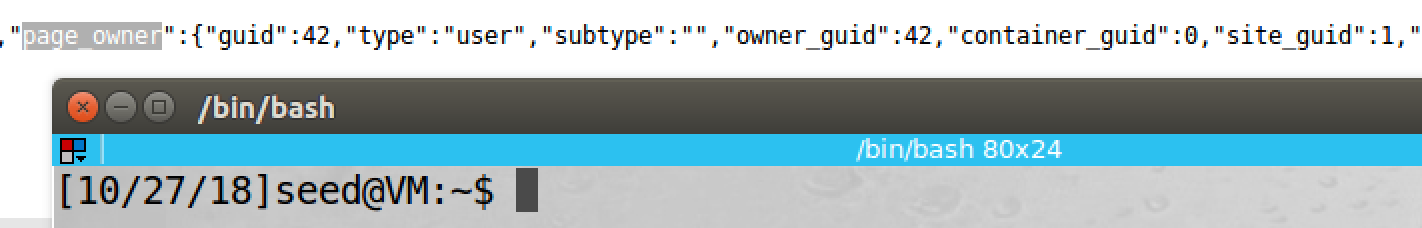 ,"page_owner":{"guid":42,"type":"user","subtype":"","owner_guid":42,"container_guid":0,"site_guid":1,"
/bin/bash
/bin/bash 80x24
[10/27/18]seed@VM:~$